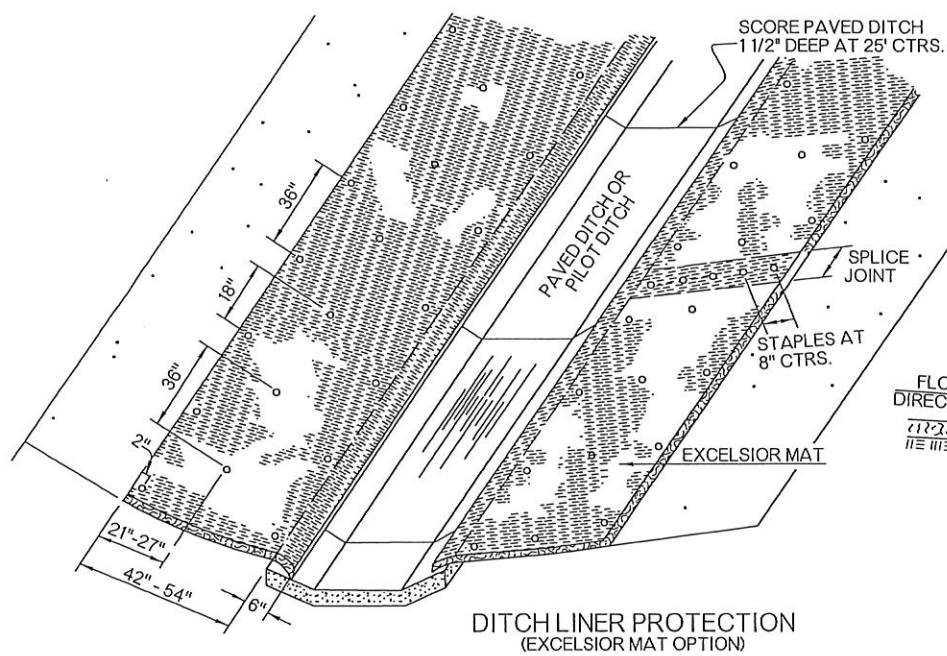 SCORE PAVED DITCH
1 1/2" DEEP AT 25' CTRS.
36"
PAVED DITCH OR
PILOT DITCH
18"
SPLICE
JOINT
36"
STAPLES AT
8" CTRS.
2"
EXCELSIOR MAT
21"-27"
42" - 54"
6"
DITCH LINER PROTECTION
(EXCELSIOR MAT OPTION)